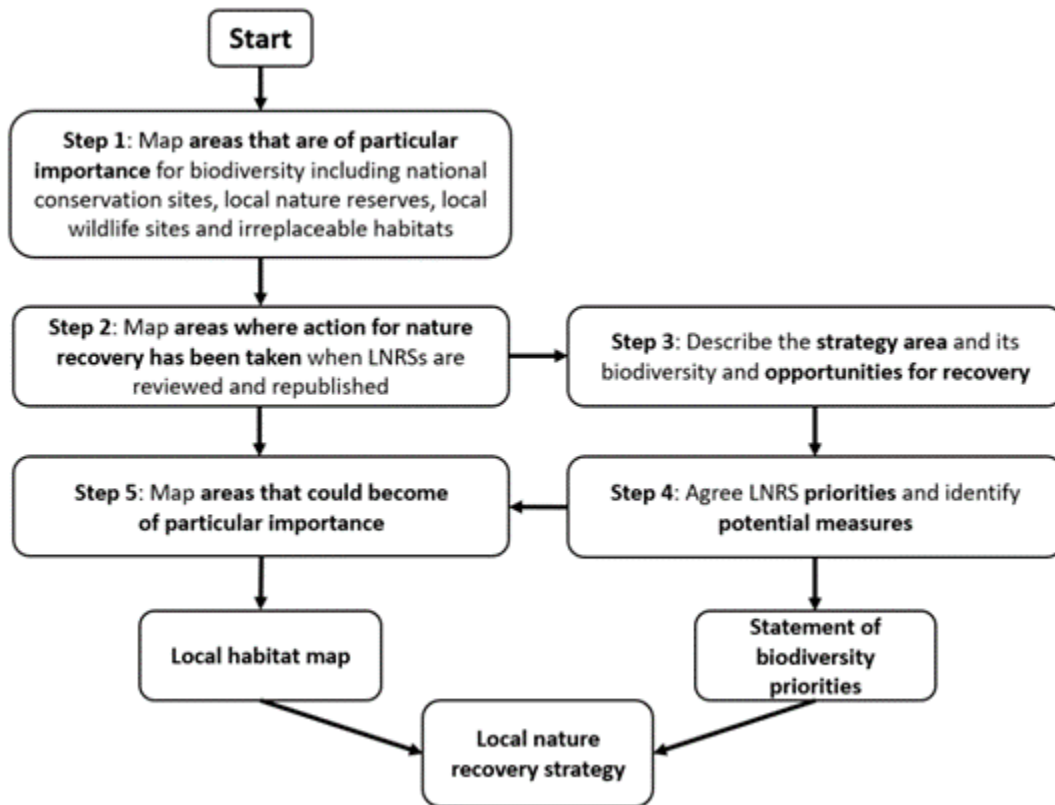 Start
Step 1: Map areas that are of particular
importance for biodiversity including national
conservation sites, local nature reserves, local
wildlife sites and irreplaceable habitats
Step 2: Map areas where action for nature
recovery has been taken when LNRSs are
reviewed and republished
Step 3: Describe the strategy area and its
biodiversity and opportunities for recovery
Step 5: Map areas that could become
of particular importance
Step 4: Agree LNRS priorities and identify
potential measures
Local habitat map
Statement of
biodiversity
priorities
Local nature
recovery strategy